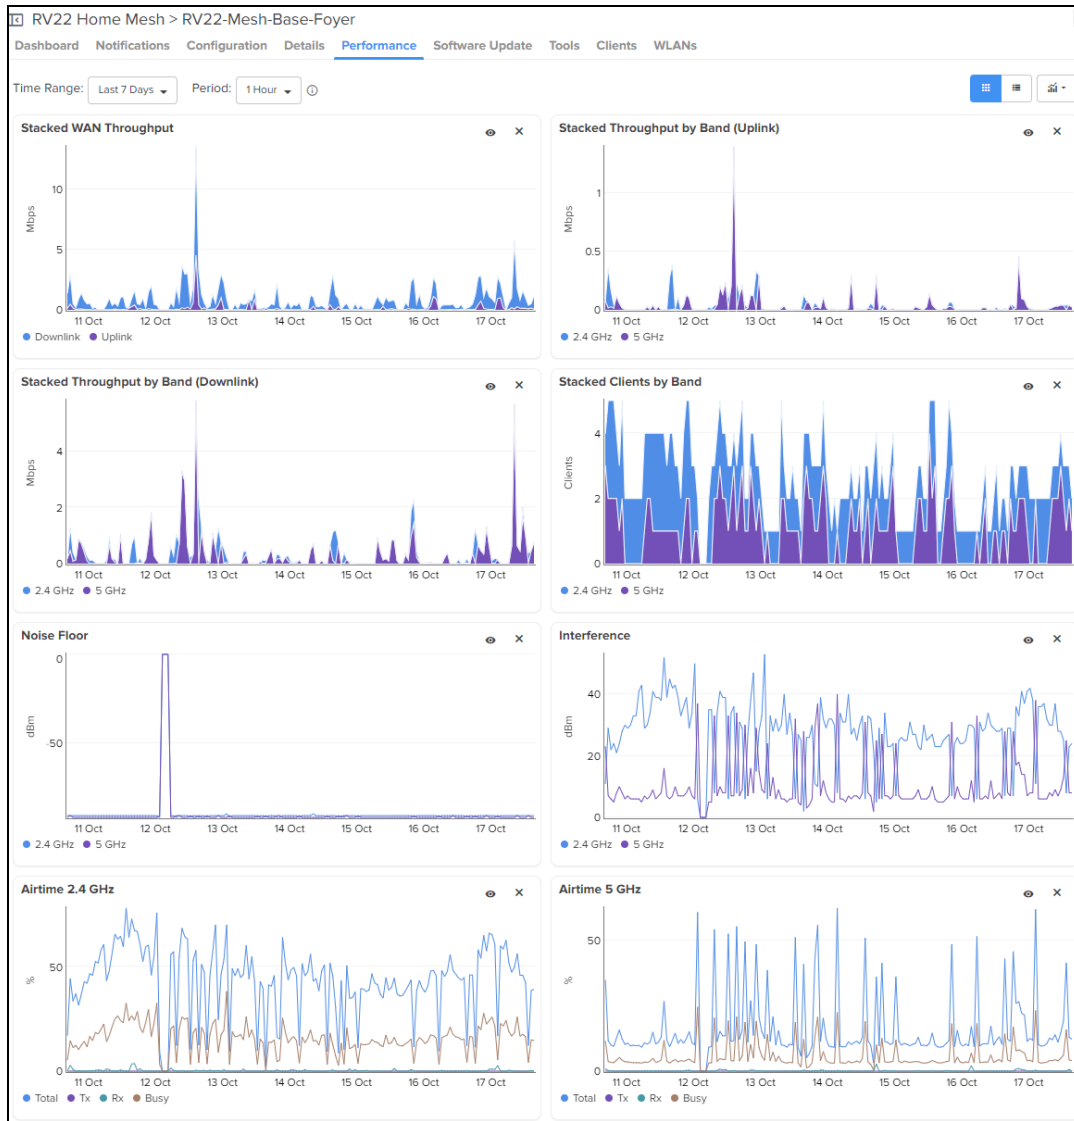 RV22 Home Mesh > RV22-Mesh-Base-Foyer
Dashboard Notifications Configuration Details Performance Software Update Tools Clients WLANs
Time Range: Last 7 Days Period: 1 Hour
Stacked WAN Throughput
Mbps
10
5
0
11 Oct 12 Oct 13 Oct 14 Oct 15 Oct 16 Oct 17 Oct
Downlink Uplink
Stacked Throughput by Band (Uplink)
Mbps
1
0.5
0
11 Oct 12 Oct 13 Oct 14 Oct 15 Oct 16 Oct 17 Oct
2.4 GHz 5 GHz
Stacked Throughput by Band (Downlink)
Mbps
4
2
0
11 Oct 12 Oct 13 Oct 14 Oct 15 Oct 16 Oct 17 Oct
2.4 GHz 5 GHz
Stacked Clients by Band
Clients
4
2
0
11 Oct 12 Oct 13 Oct 14 Oct 15 Oct 16 Oct 17 Oct
2.4 GHz 5 GHz
Noise Floor
dBm
0
-50
11 Oct 12 Oct 13 Oct 14 Oct 15 Oct 16 Oct 17 Oct
2.4 GHz 5 GHz
Interference
dBm
40
20
0
11 Oct 12 Oct 13 Oct 14 Oct 15 Oct 16 Oct 17 Oct
2.4 GHz 5 GHz
Airtime 2.4 GHz
%
50
0
11 Oct 12 Oct 13 Oct 14 Oct 15 Oct 16 Oct 17 Oct
Total Tx Rx Busy
Airtime 5 GHz
%
50
0
11 Oct 12 Oct 13 Oct 14 Oct 15 Oct 16 Oct 17 Oct
Total Tx Rx Busy